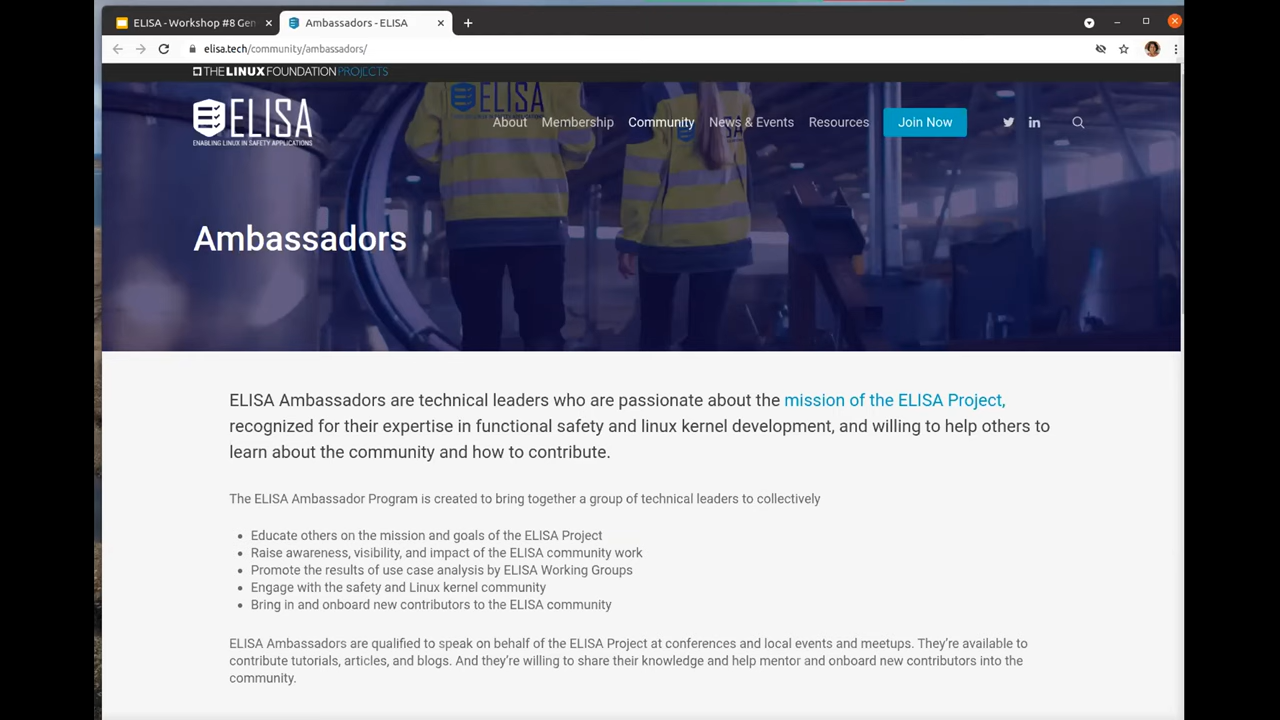 ELISA - Workshop #8 Gen
Ambassadors - ELISA
elisa.tech/community/ambassadors/
THE LINUX FOUNDATION PROJECTS
ELISA
ELISA
ENABLING LINUX IN SAFETY APPLICATIONS
About
Membership
Community
News & Events
Resources
Join Now
Ambassadors
ELISA Ambassadors are technical leaders who are passionate about the mission of the ELISA Project,
recognized for their expertise in functional safety and linux kernel development, and willing to help others to
learn about the community and how to contribute.
The ELISA Ambassador Program is created to bring together a group of technical leaders to collectively
• Educate others on the mission and goals of the ELISA Project
• Raise awareness, visibility, and impact of the ELISA community work
• Promote the results of use case analysis by ELISA Working Groups
• Engage with the safety and Linux kernel community
• Bring in and onboard new contributors to the ELISA community
ELISA Ambassadors are qualified to speak on behalf of the ELISA Project at conferences and local events and meetups. They're available to
contribute tutorials, articles, and blogs. And they're willing to share their knowledge and help mentor and onboard new contributors into the
community.